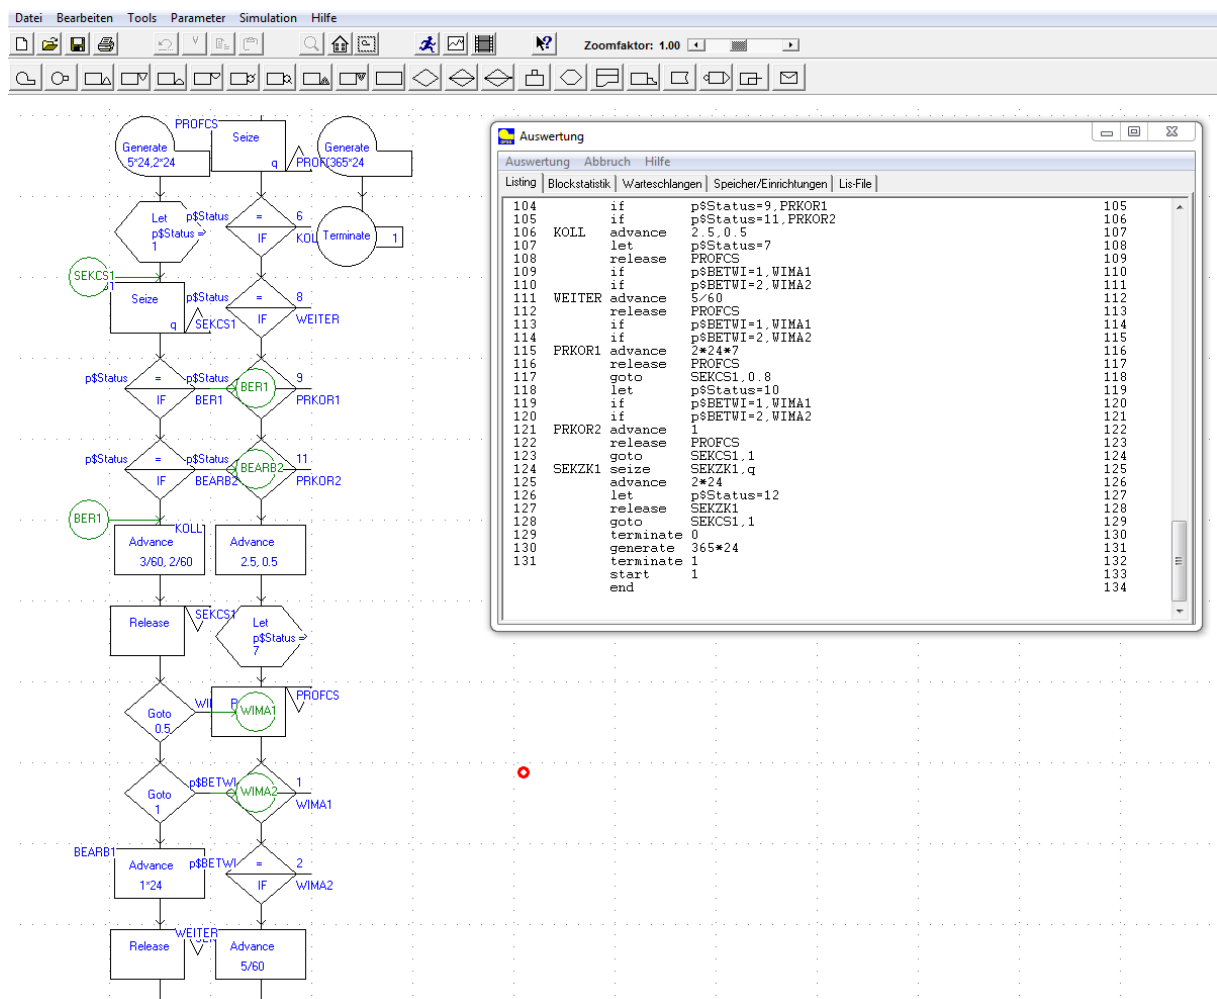 Datei Bearbeiten Tools Parameter Simulation Hilfe
Zoomfaktor: 1.00
PROFCS
Generate
5*24,2*24
Seize
q
PROF
Generate
365*24
Let
p$Status =>
1
p$Status
=
6
IF
KOL
Terminate
1
SEKCS1
Seize
q
SEKCS1
p$Status
=
8
IF
WEITER
p$Status
=
p$Status
BER1
9
IF
BER1
PRKOR1
p$Status
=
p$Status
BEARB2
11
IF
BEARB2
PRKOR2
BER1
KOLL
Advance
3/60, 2/60
Advance
2.5, 0.5
Release
SEKCS1
Let
p$Status =>
7
Goto
0.5
WI
P
WIMA1
PROFCS
Goto
1
p$BETWI
WIMA2
1
WIMA1
BEARB1
Advance
1*24
p$BETWI
=
2
IF
WIMA2
Release
WEITER
Advance
5/60
Auswertung
Auswertung Abbruch Hilfe
Listing Blockstatistik Warteschlangen Speicher/Einrichtungen Lis-File
104 if p$Status=9,PRKOR1 105
105 if p$Status=11,PRKOR2 106
106 KOLL advance 2.5,0.5 107
107 let p$Status=7 108
108 release PROFCS 109
109 if p$BETWI=1,WIMA1 110
110 if p$BETWI=2,WIMA2 111
111 WEITER advance 5/60 112
112 release PROFCS 113
113 if p$BETWI=1,WIMA1 114
114 if p$BETWI=2,WIMA2 115
115 PRKOR1 advance 2*24*7 116
116 release PROFCS 117
117 goto SEKCS1,0.8 118
118 let p$Status=10 119
119 if p$BETWI=1,WIMA1 120
120 if p$BETWI=2,WIMA2 121
121 PRKOR2 advance 1 122
122 release PROFCS 123
123 goto SEKCS1,1 124
124 SEKZK1 seize SEKZK1,q 125
125 advance 2*24 126
126 let p$Status=12 127
127 release SEKZK1 128
128 goto SEKCS1,1 129
129 terminate 0 130
130 generate 365*24 131
131 terminate 1 132
start 1 133
end 134